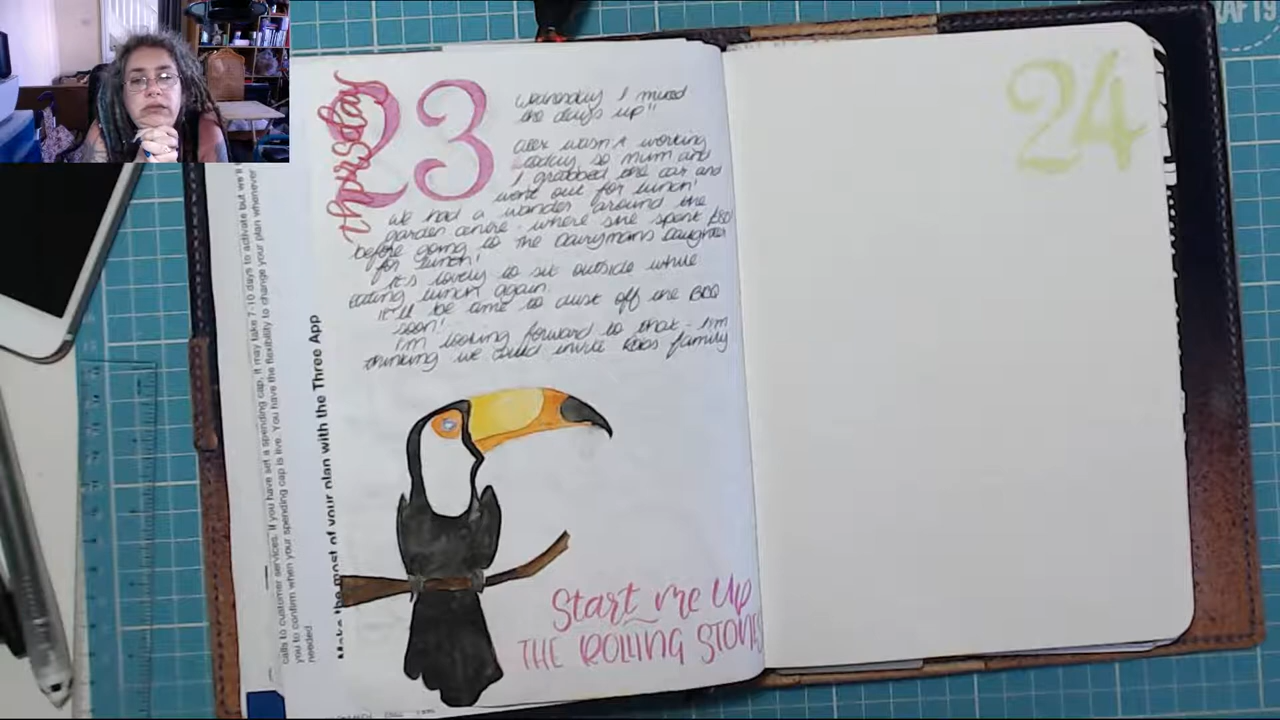 calls to customer services. If you have set a spending cap, it may take 7-10 days to activate but we'll
you to confirm when your spending cap is live. You have the flexibility to change your plan whenever
needed
Make the most of your plan with the Three App
thursday
23
Wednesday I mixed
the days up!!
Alex wasn't working
today so mum and
I grabbed the car and
went out for lunch!
We had a wander around the
garden centre - where she spent
before going to the Dairymans Daughter
for lunch!
It's lovely to sit outside while
eating lunch again.
It'll be time to dust off the BBQ
soon!
I'm looking forward to that - I'm
thinking we could invite family
Start me Up
THE ROLLING STONES
24